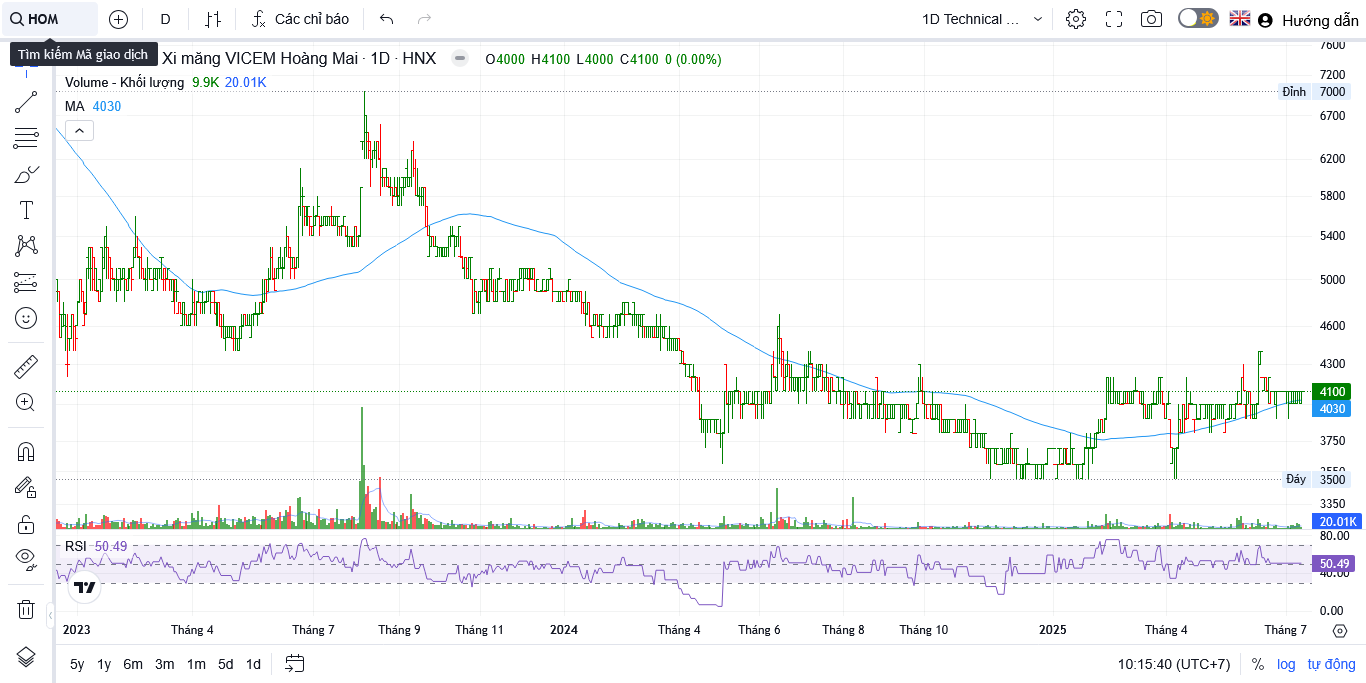 HOM
D
Các chỉ báo
1D Technical ...
Hướng dẫn
Tìm kiếm Mã giao dịch
Xi măng VICEM Hoàng Mai · 1D · HNX
O4000 H4100 L4000 C4100 0 (0.00%)
Volume - Khối lượng 9.9K 20.01K
MA 4030
7600
7200
Đỉnh 7000
6700
6200
5800
5400
5000
4600
4300
4100
4030
3750
3550
Đáy 3500
3350
20.01K
RSI 50.49
80.00
50.49
40.00
0.00
2023 Tháng 4 Tháng 7 Tháng 9 Tháng 11 2024 Tháng 4 Tháng 6 Tháng 8 Tháng 10 2025 Tháng 4 Tháng 7
5y 1y 6m 3m 1m 5d 1d
10:15:40 (UTC+7) % log tự động